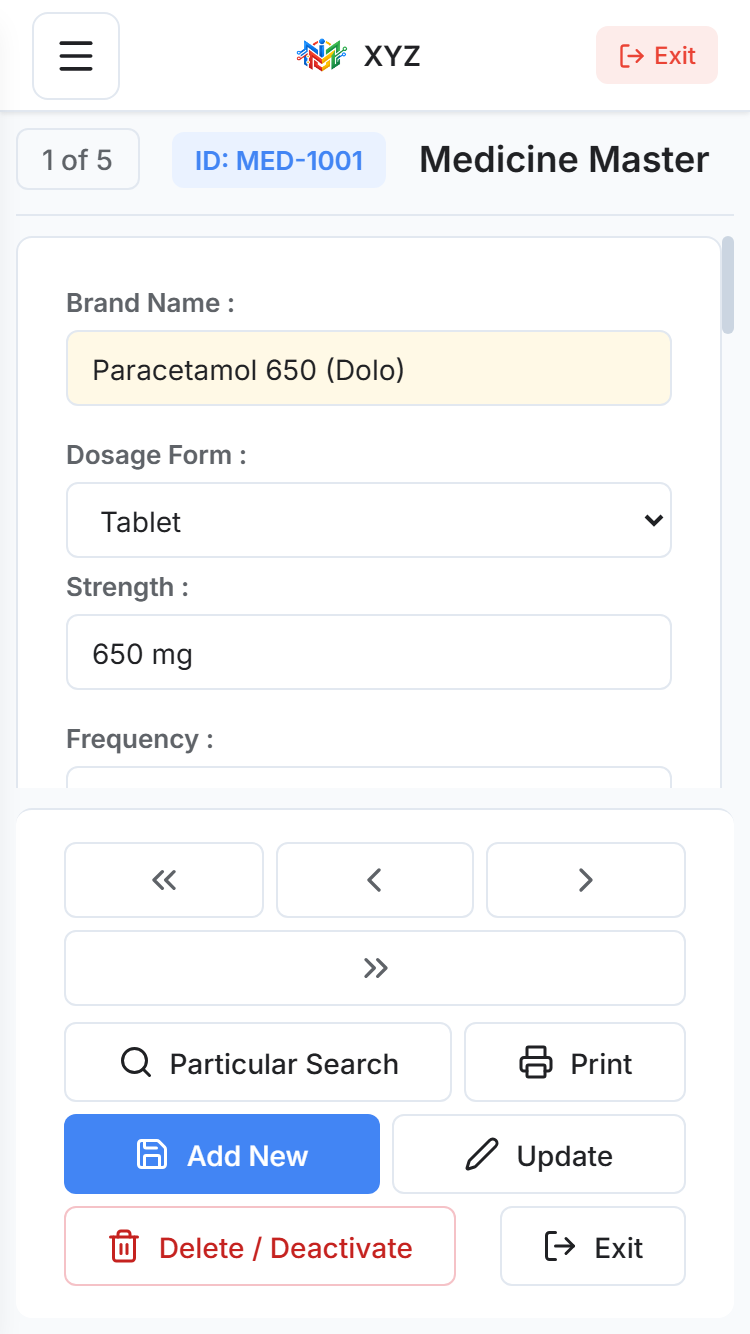 XYZ
Exit
1 of 5
ID: MED-1001
Medicine Master
Brand Name :
Paracetamol 650 (Dolo)
Dosage Form :
Tablet
Strength :
650 mg
Frequency :
Particular Search
Print
Add New
Update
Delete / Deactivate
Exit